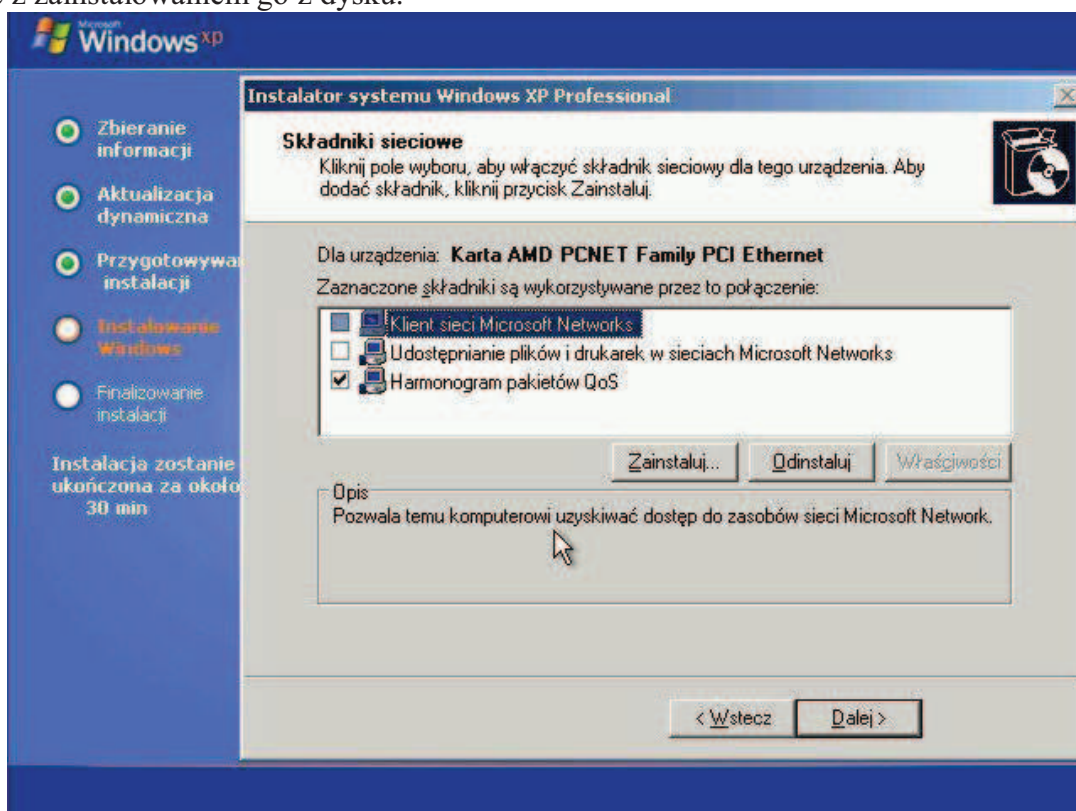 z zainstalowaniem go z dysku.
Microsoft
Windows xp
Instalator systemu Windows XP Professional
Zbieranie
informacji
Aktualizacja
dynamiczna
Przygotowywa
instalacji
Instalowanie
Windows
Finalizowanie
instalacji
Instalacja zostanie
ukończona za około
30 min
Składniki sieciowe
Kliknij pole wyboru, aby włączyć składnik sieciowy dla tego urządzenia. Aby
dodać składnik, kliknij przycisk Zainstaluj.
Dla urządzenia: Karta AMD PCNET Family PCI Ethernet
Zaznaczone składniki są wykorzystywane przez to połączenie:
Klient sieci Microsoft Networks
Udostępnianie plików i drukarek w sieciach Microsoft Networks
Harmonogram pakietów QoS
Zainstaluj... Odinstaluj Właściwości
Opis
Pozwala temu komputerowi uzyskiwać dostęp do zasobów sieci Microsoft Network.
< Wstecz Dalej >